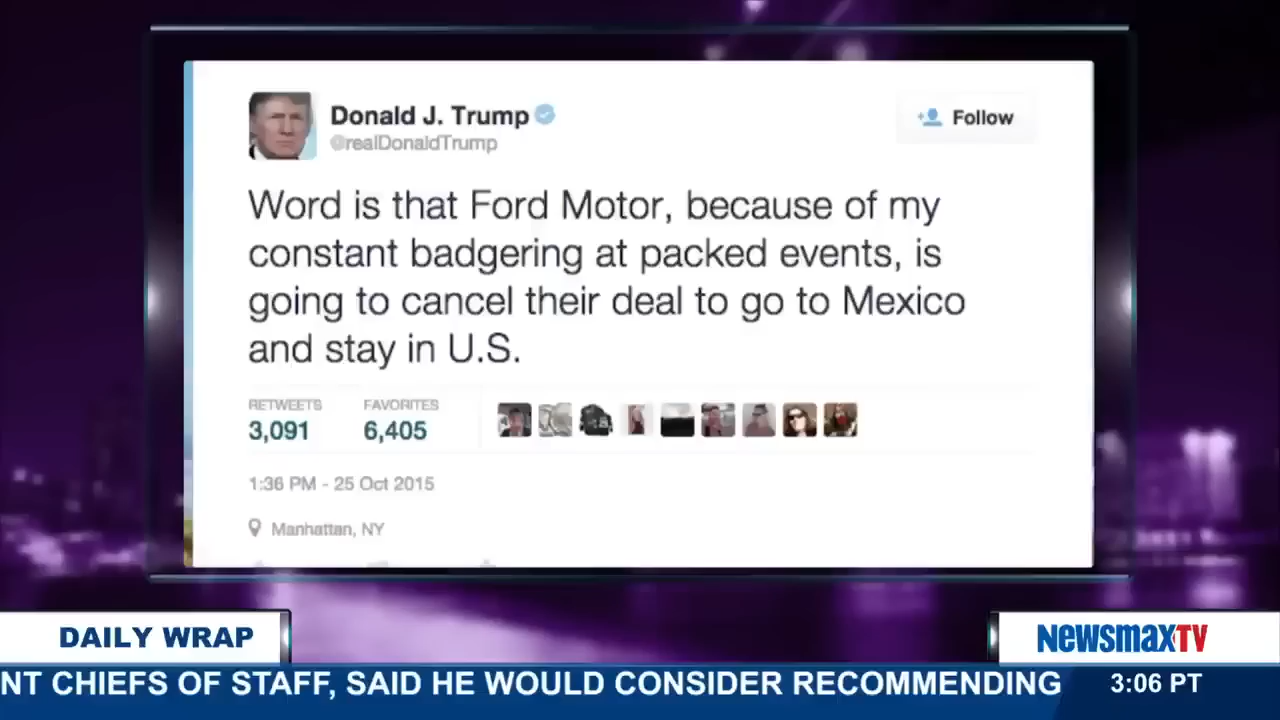 Donald J. Trump
@realDonaldTrump
Follow
Word is that Ford Motor, because of my
constant badgering at packed events, is
going to cancel their deal to go to Mexico
and stay in U.S.
RETWEETS FAVORITES
3,091 6,405
1:36 PM - 25 Oct 2015
Manhattan, NY
DAILY WRAP
NEWSMAXTV
NT CHIEFS OF STAFF, SAID HE WOULD CONSIDER RECOMMENDING
3:06 PT